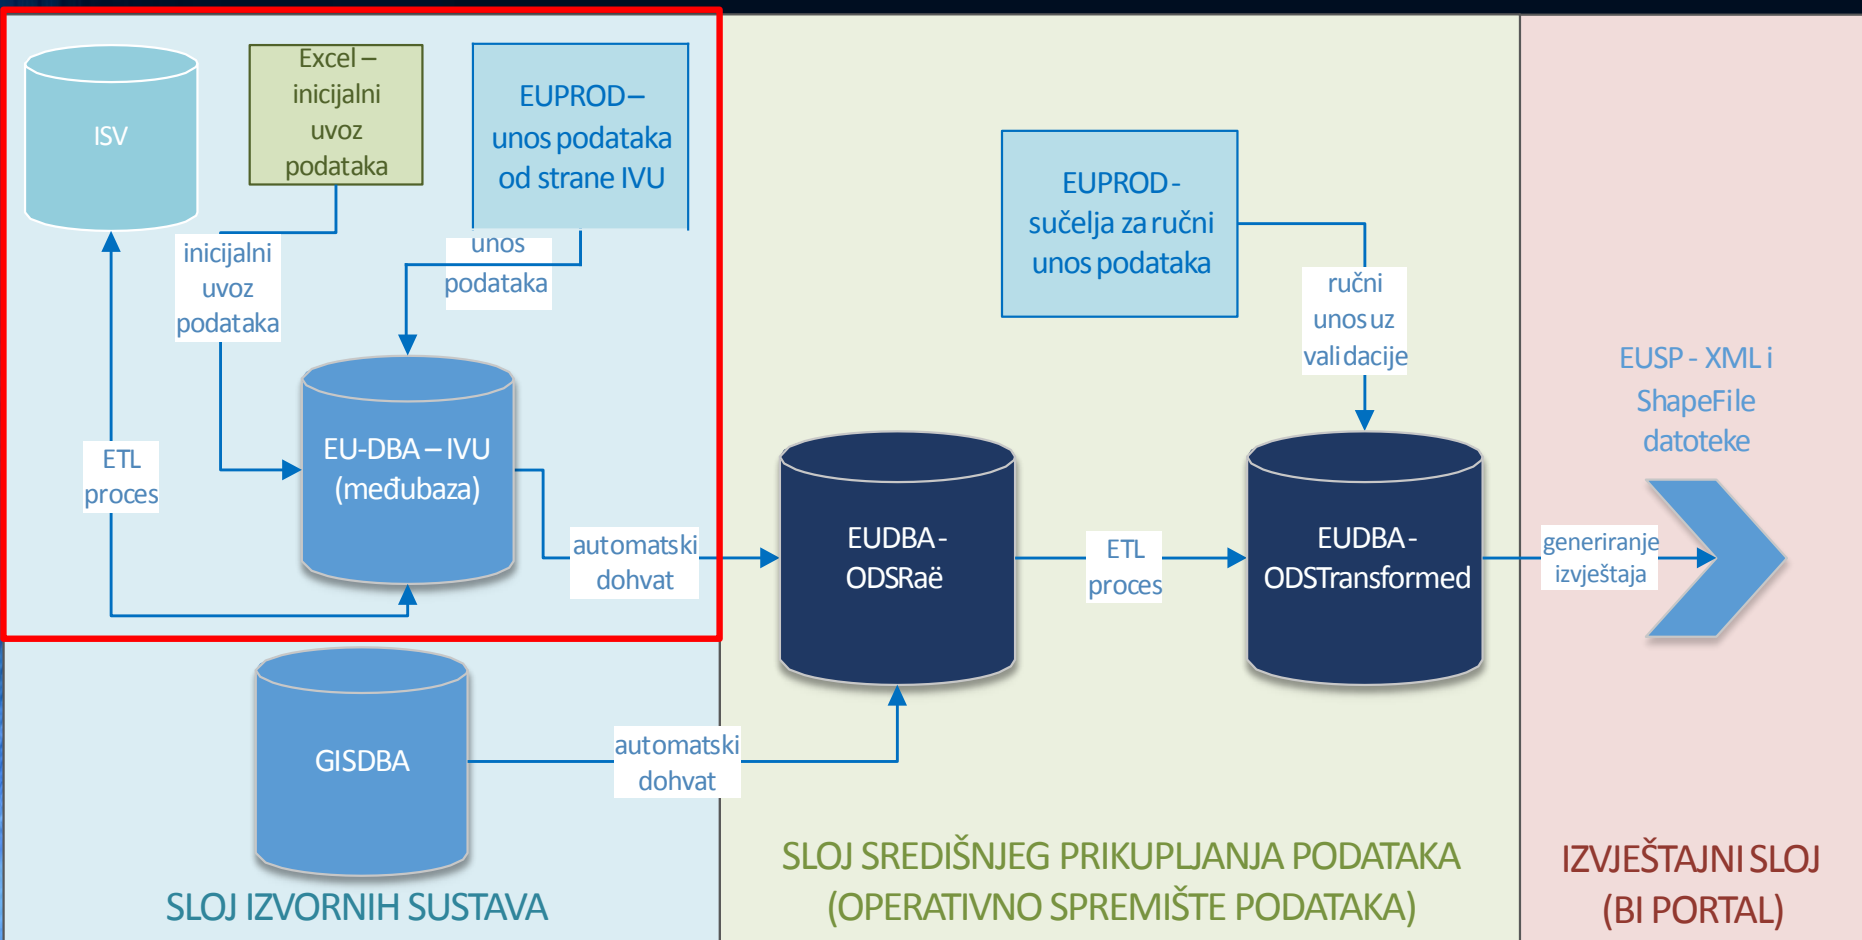 ISV
Excel –
inicijalni
uvoz
podataka
EUPROD –
unos podataka
od strane IVU
inicijalni
uvoz
podataka
unos
podataka
ETL
proces
EU-DBA – IVU
(međubaza)
automatski
dohvat
GISDBA
automatski
dohvat
SLOJ IZVORNIH SUSTAVA
EUPROD -
sučelja za ručni
unos podataka
ručni
unos uz
validacije
EUDBA -
ODSRaë
ETL
proces
EUDBA -
ODSTransformed
SLOJ SREDIŠNJEG PRIKUPLJANJA PODATAKA
(OPERATIVNO SPREMIŠTE PODATAKA)
EUSP - XML i
ShapeFile
datoteke
generiranje
izvještaja
IZVJEŠTAJNI SLOJ
(BI PORTAL)